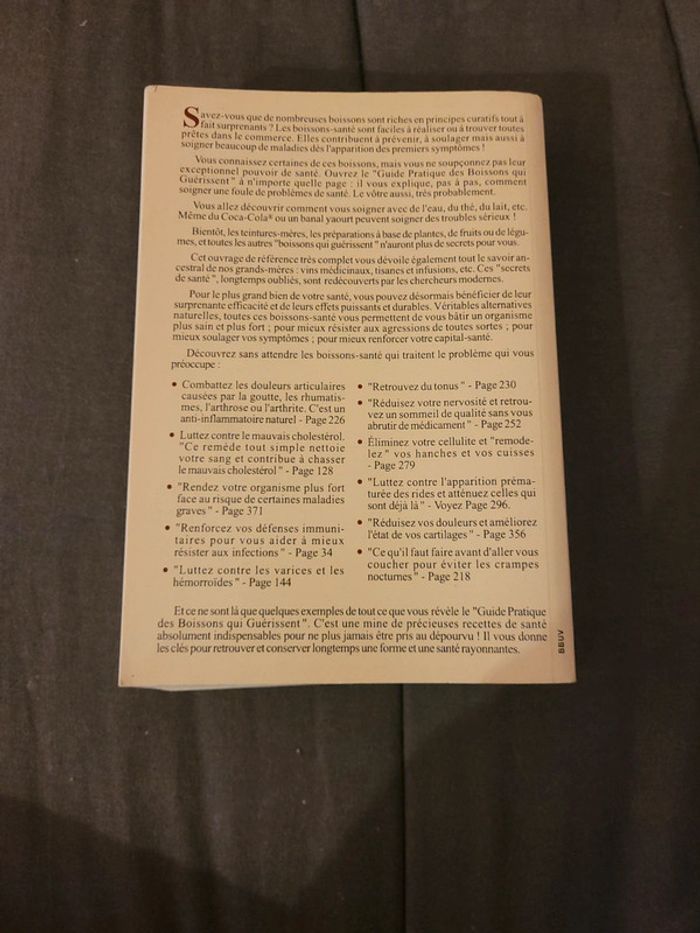 Savez-vous que de nombreuses boissons sont riches en principes curatifs tout à
fait surprenants ? Les boissons-santé sont faciles à réaliser ou à trouver toutes
prêtes dans le commerce. Elles contribuent à prévenir, à soulager mais aussi à
soigner beaucoup de maladies dès l'apparition des premiers symptômes !
Vous connaissez certaines de ces boissons, mais vous ne soupçonnez pas leur
exceptionnel pouvoir de santé. Ouvrez le "Guide Pratique des Boissons qui
Guérissent" à n'importe quelle page : il vous explique, pas à pas, comment
soigner une foule de problèmes de santé. Le vôtre aussi, très probablement.
Vous allez découvrir comment vous soigner avec de l'eau, du thé, du lait, etc.
Même du Coca-Cola® ou un banal yaourt peuvent soigner des troubles sérieux !
Bientôt, les teintures-mères, les préparations à base de plantes, de fruits ou de légu-
mes, et toutes les autres "boissons qui guérissent" n'auront plus de secrets pour vous.
Cet ouvrage de référence très complet vous dévoile également tout le savoir an-
cestral de nos grands-mères : vins médicinaux, tisanes et infusions, etc. Ces "secrets
de santé", longtemps oubliés, sont redécouverts par les chercheurs modernes.
Pour le plus grand bien de votre santé, vous pouvez désormais bénéficier de leur
surprenante efficacité et de leurs effets puissants et durables. Véritables alternatives
naturelles, toutes ces boissons-santé vous permettent de vous bâtir un organisme
plus sain et plus fort ; pour mieux résister aux agressions de toutes sortes ; pour
mieux soulager vos symptômes ; pour mieux renforcer votre capital-santé.
Découvrez sans attendre les boissons-santé qui traitent le problème qui vous
préoccupe :
• Combattez les douleurs articulaires
causées par la goutte, les rhumatis-
mes, l'arthrose ou l'arthrite. C'est un
anti-inflammatoire naturel - Page 226
• Luttez contre le mauvais cholestérol.
"Ce remède tout simple nettoie
votre sang et contribue à chasser
le mauvais cholestérol" - Page 128
• "Rendez votre organisme plus fort
face au risque de certaines maladies
graves" - Page 371
• "Renforcez vos défenses immuni-
taires pour vous aider à mieux
résister aux infections" - Page 34
• "Luttez contre les varices et les
hémorroïdes" - Page 144
• "Retrouvez du tonus" - Page 230
• "Réduisez votre nervosité et retrou-
vez un sommeil de qualité sans vous
abrutir de médicament" - Page 252
• Éliminez votre cellulite et "remode-
lez" vos hanches et vos cuisses
- Page 279
• "Luttez contre l'apparition préma-
turée des rides et atténuez celles qui
sont déjà là" - Voyez Page 296.
• "Réduisez vos douleurs et améliorez
l'état de vos cartilages" - Page 356
• "Ce qu'il faut faire avant d'aller vous
coucher pour éviter les crampes
nocturnes" - Page 218
Et ce ne sont là que quelques exemples de tout ce que vous révèle le "Guide Pratique
des Boissons qui Guérissent". C'est une mine de précieuses recettes de santé
absolument indispensables pour ne plus jamais être pris au dépourvu ! Il vous donne
les clés pour retrouver et conserver longtemps une forme et une santé rayonnantes.
BBUV